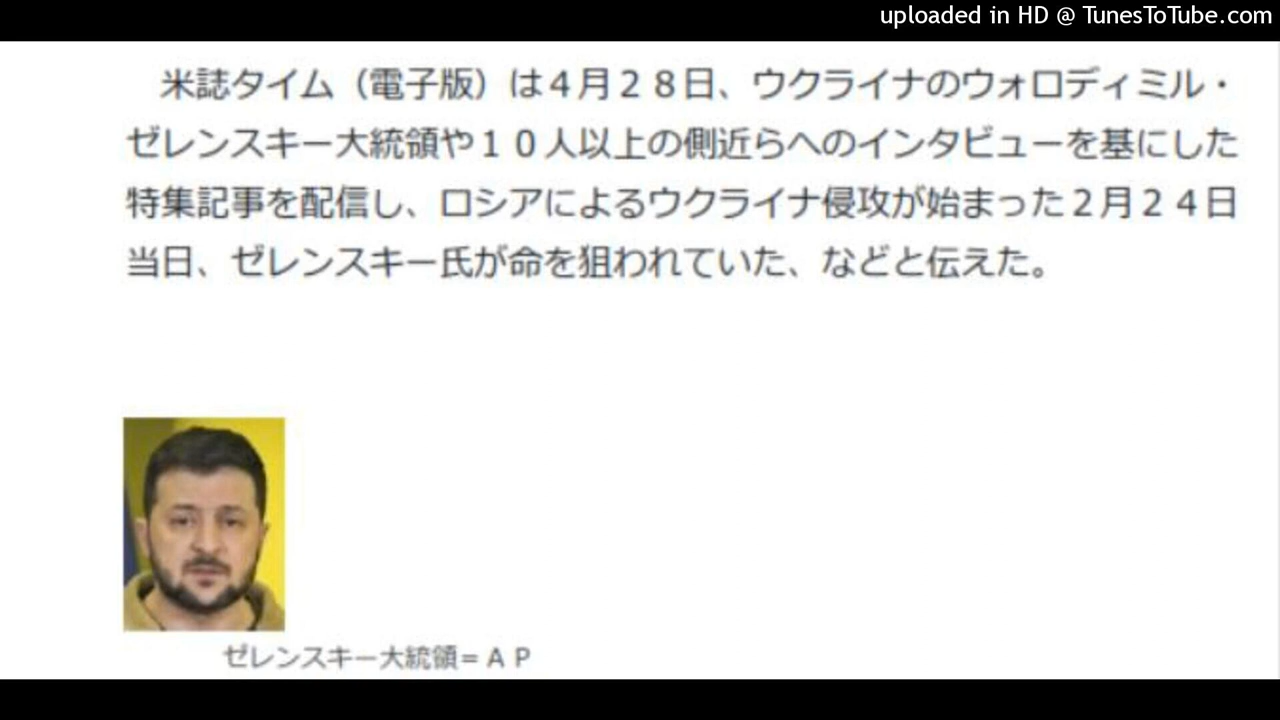 uploaded in HD @ TunesToTube.com
米誌タイム（電子版）は４月２８日、ウクライナのウォロディミル・
ゼレンスキー大統領や１０人以上の側近らへのインタビューを基にした
特集記事を配信し、ロシアによるウクライナ侵攻が始まった２月２４日
当日、ゼレンスキー氏が命を狙われていた、などと伝えた。
ゼレンスキー大統領＝ＡＰ